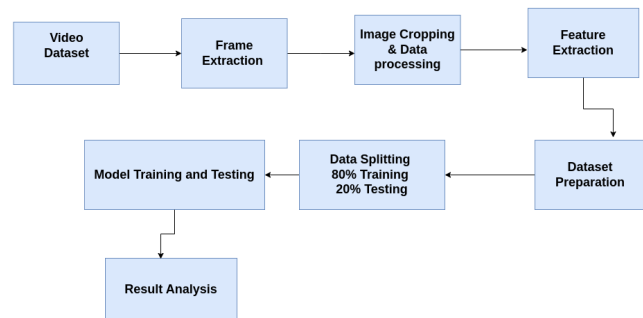 Video
Dataset
Frame
Extraction
Image Cropping
& Data
processing
Feature
Extraction
Dataset
Preparation
Data Splitting
80% Training
20% Testing
Model Training and Testing
Result Analysis